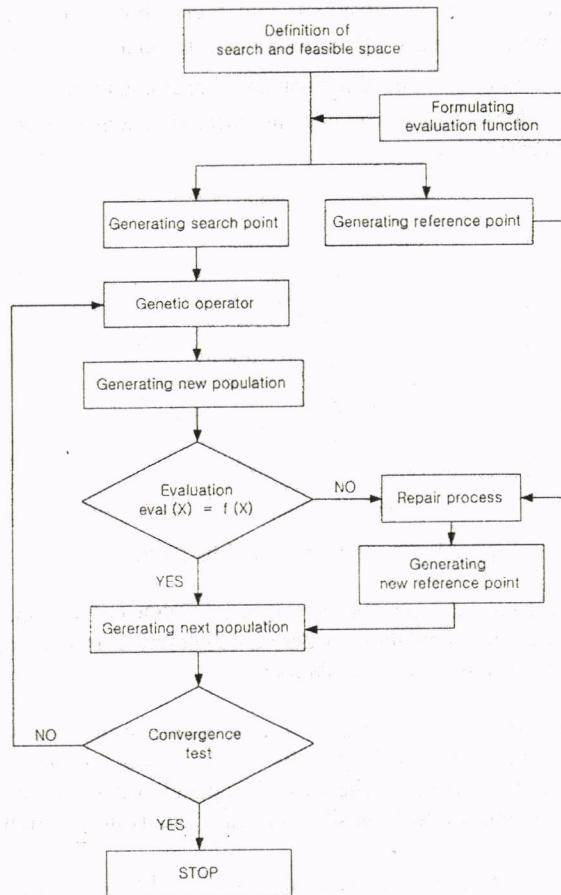 Definition of
search and feasible space
Formulating
evaluation function
Generating search point
Generating reference point
Genetic operator
Generating new population
Evaluation
eval (X) = f (X)
NO
Repair process
YES
Generating
new reference point
Gererating next population
NO
Convergence
test
YES
STOP